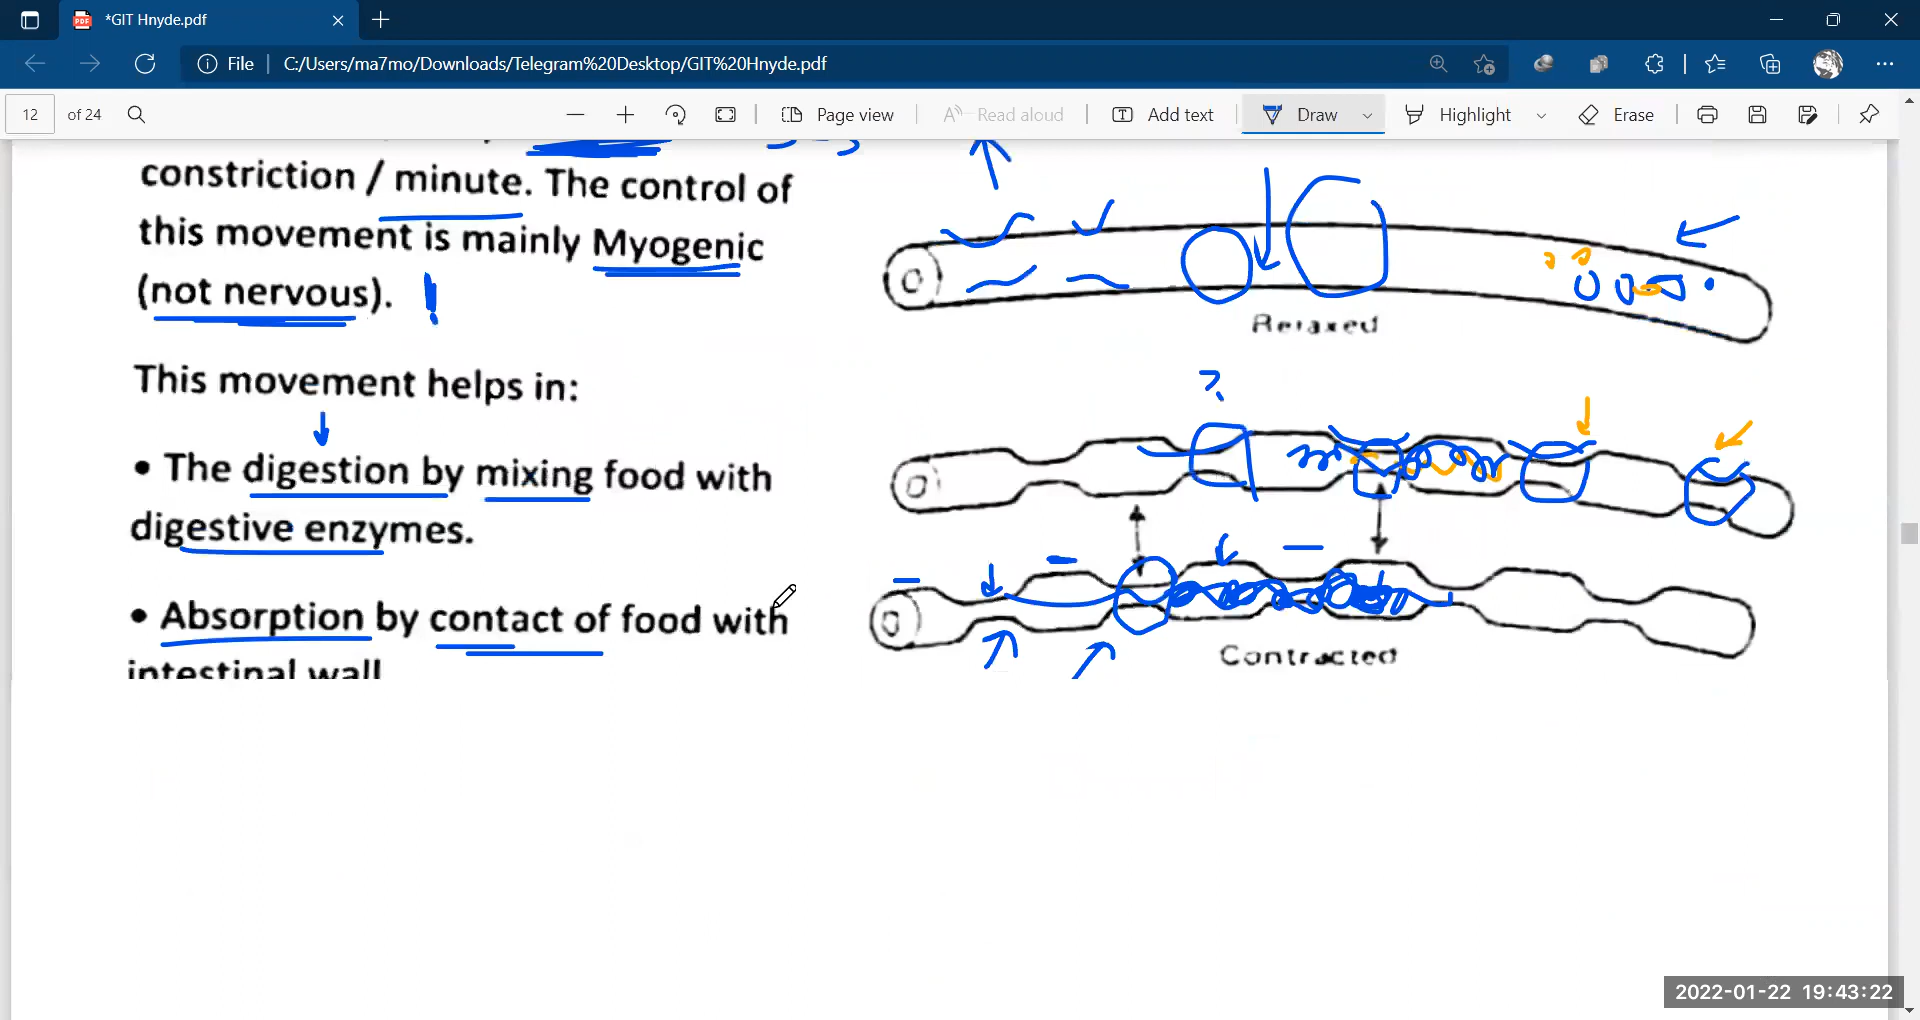 *GIT Hnyde.pdf
File C:/Users/ma7mo/Downloads/Telegram%20Desktop/GIT%20Hnyde.pdf
12 of 24 Page view Read aloud Add text Draw Highlight Erase
constriction / minute. The control of
this movement is mainly Myogenic
(not nervous). !
This movement helps in:
• The digestion by mixing food with
digestive enzymes.
• Absorption by contact of food with
intestinal wall
Relaxed
?
Contracted
2022-01-22 19:43:22